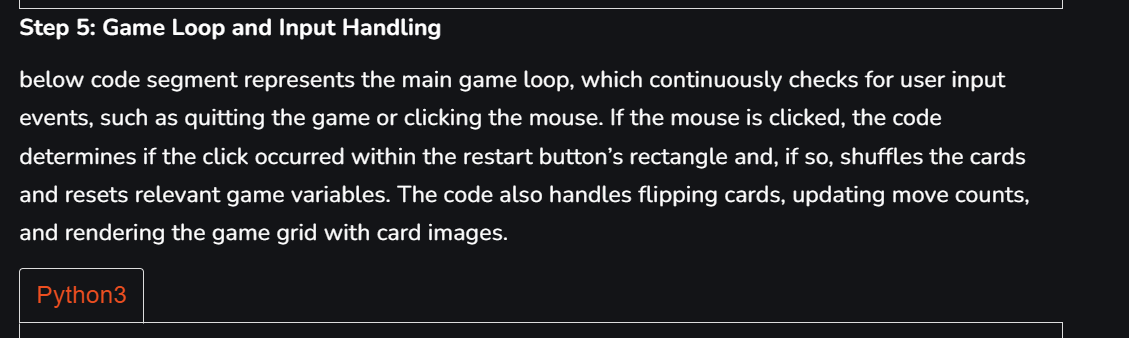 Step 5: Game Loop and Input Handling
below code segment represents the main game loop, which continuously checks for user input
events, such as quitting the game or clicking the mouse. If the mouse is clicked, the code
determines if the click occurred within the restart button’s rectangle and, if so, shuffles the cards
and resets relevant game variables. The code also handles flipping cards, updating move counts,
and rendering the game grid with card images.
Python3